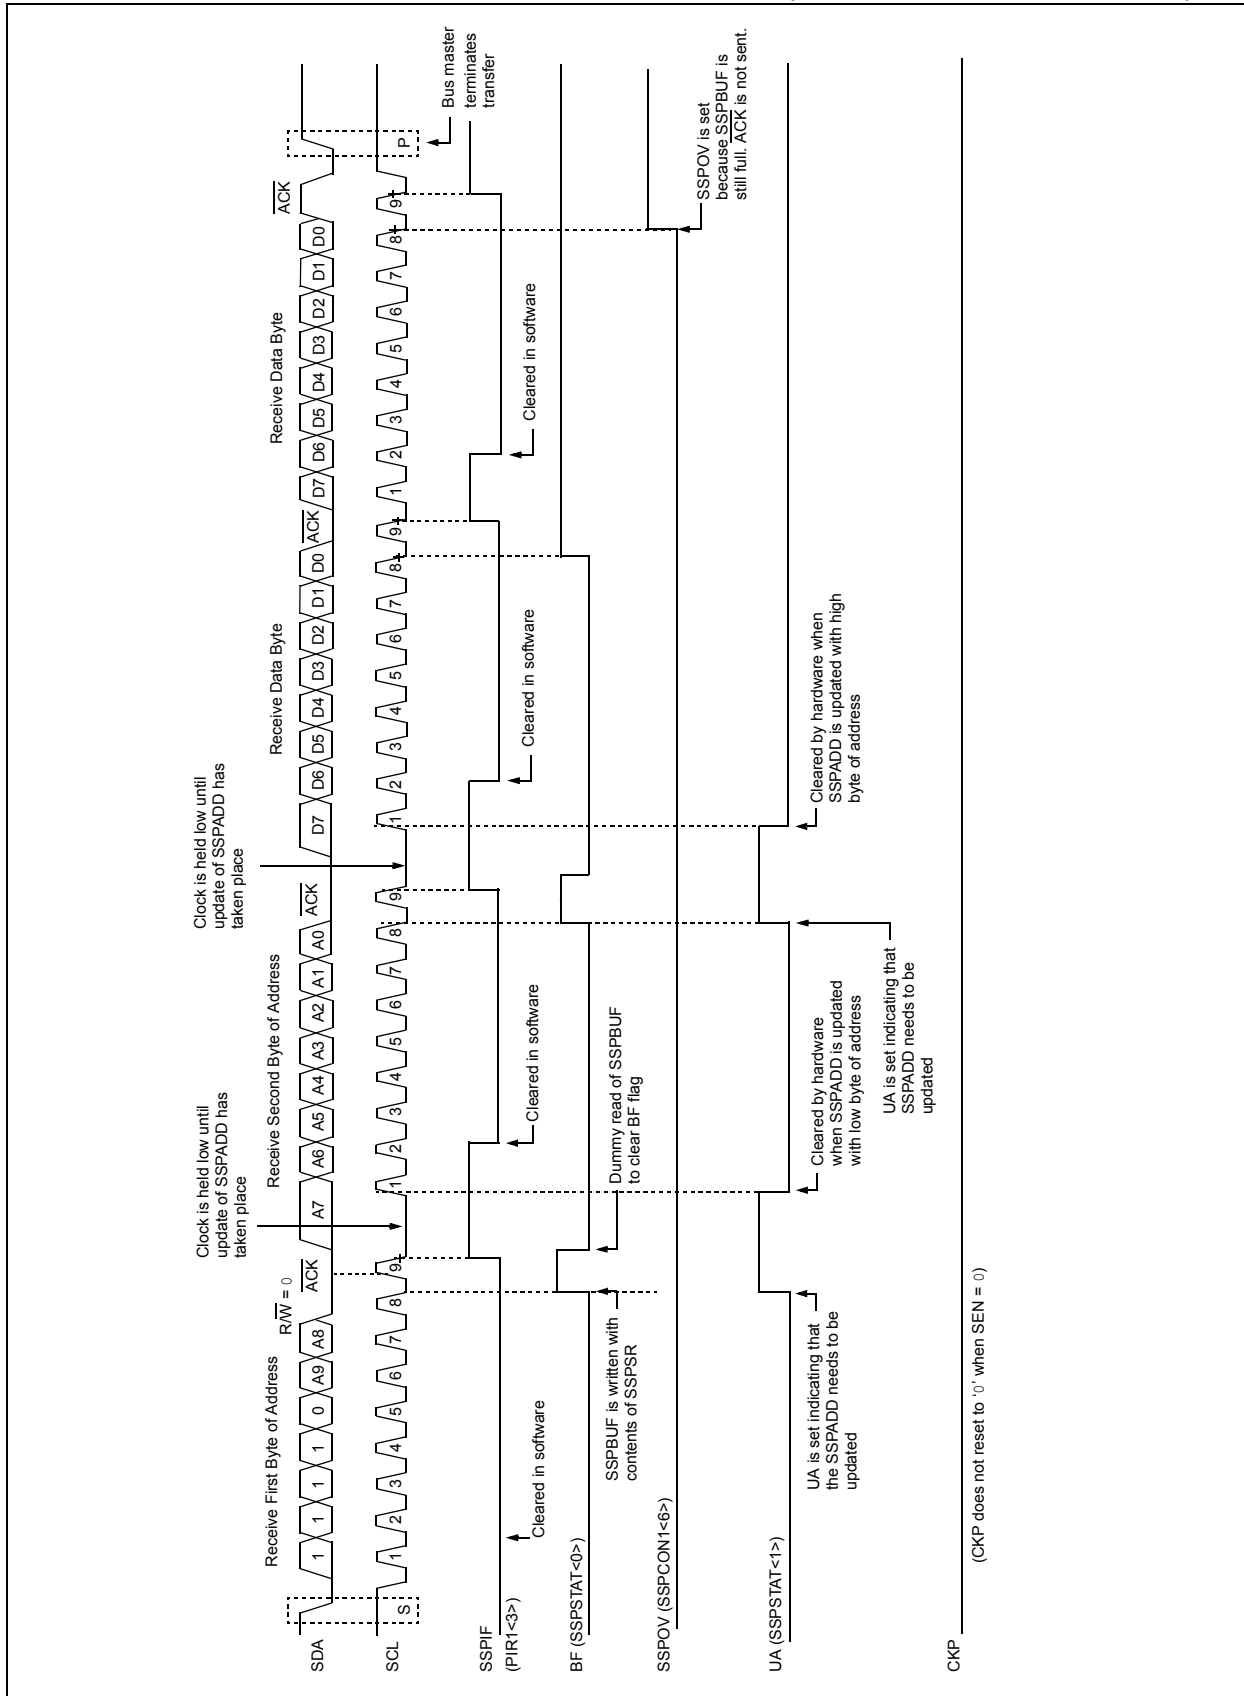 Receive First Byte of Address
R/W = 0
ACK
Receive Second Byte of Address
Clock is held low until
update of SSPADD has
taken place
ACK
Clock is held low until
update of SSPADD has
taken place
Receive Data Byte
ACK
Receive Data Byte
ACK
SDA
1 1 1 1 0 A9 A8 A7 A6 A5 A4 A3 A2 A1 A0 D7 D6 D5 D4 D3 D2 D1 D0 D7 D6 D5 D4 D3 D2 D1 D0
SCL
S 1 2 3 4 5 6 7 8 9 1 2 3 4 5 6 7 8 9 1 2 3 4 5 6 7 8 9 1 2 3 4 5 6 7 8 9 P
Bus master
terminates
transfer
SSPIF
(PIR1<3>)
Cleared in software
Cleared in software
Cleared in software
Cleared in software
BF (SSPSTAT<0>)
SSPBUF is written with
contents of SSPSR
Dummy read of SSPBUF
to clear BF flag
SSPOV (SSPCON1<6>)
SSPOV is set
because SSPBUF is
still full. ACK is not sent.
UA (SSPSTAT<1>)
UA is set indicating that
the SSPADD needs to be
updated
Cleared by hardware
when SSPADD is updated
with low byte of address
UA is set indicating that
SSPADD needs to be
updated
Cleared by hardware when
SSPADD is updated with high
byte of address
CKP
(CKP does not reset to ‘0’ when SEN = 0)